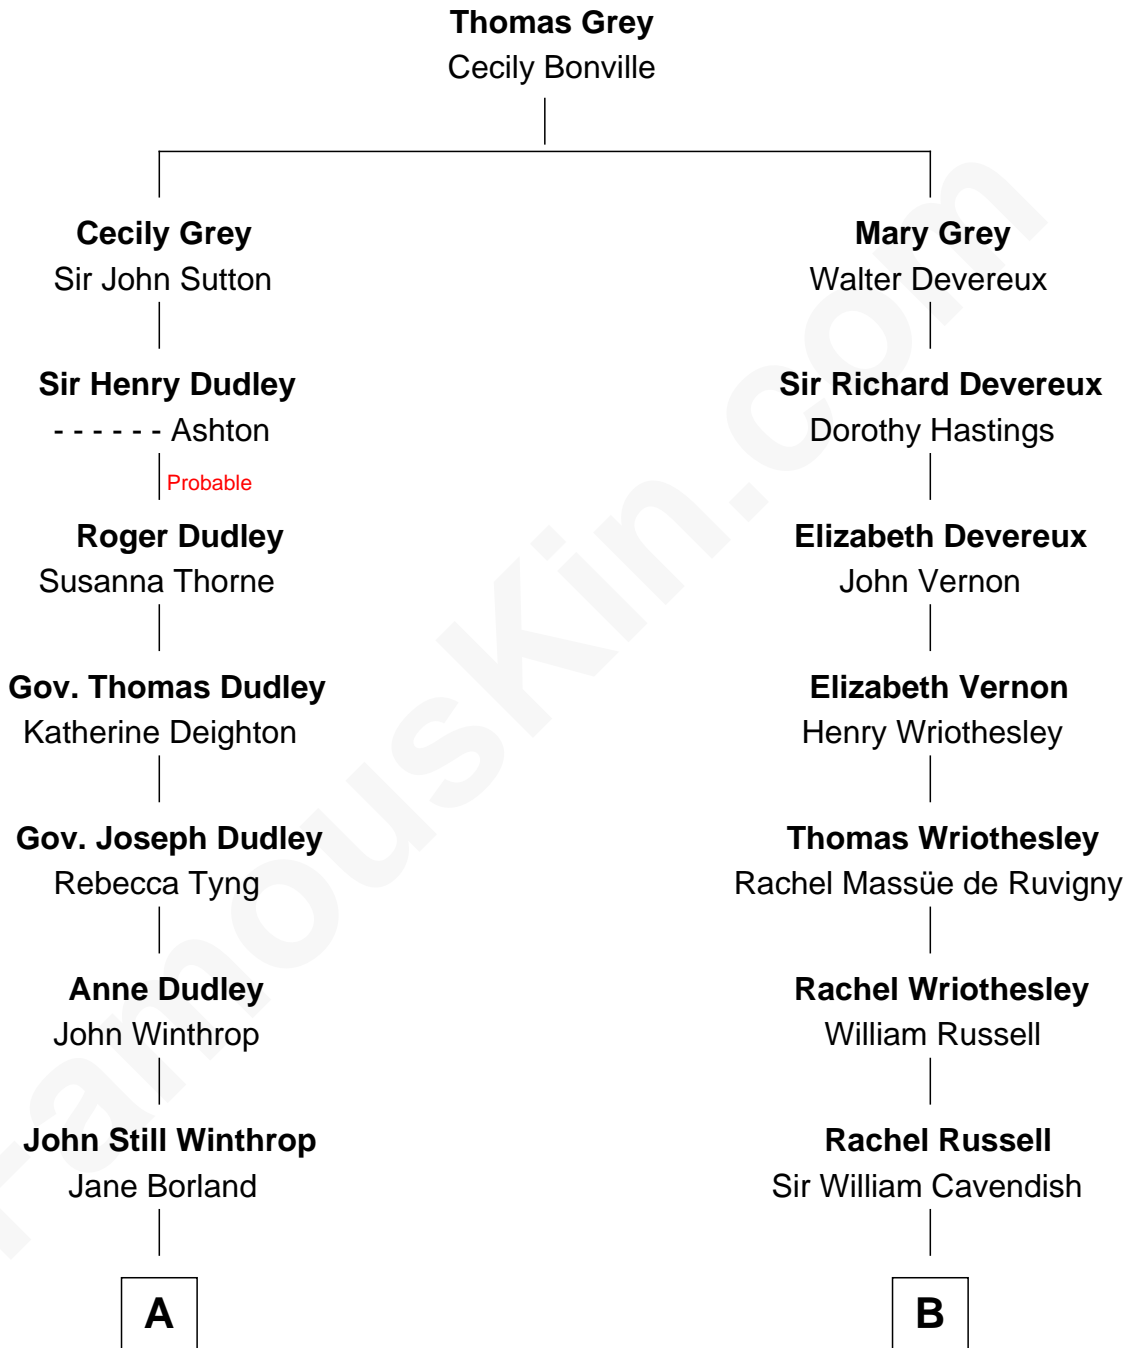 Thomas Grey
Cecily Bonville
Cecily Grey
Sir John Sutton
Mary Grey
Walter Devereux
Sir Henry Dudley
- - - - - - Ashton
Probable
Sir Richard Devereux
Dorothy Hastings
Roger Dudley
Susanna Thorne
Elizabeth Devereux
John Vernon
Gov. Thomas Dudley
Katherine Deighton
Elizabeth Vernon
Henry Wriothesley
Gov. Joseph Dudley
Rebecca Tyng
Thomas Wriothesley
Rachel Massüe de Ruvigny
Anne Dudley
John Winthrop
Rachel Wriothesley
William Russell
John Still Winthrop
Jane Borland
Rachel Russell
Sir William Cavendish
A
B
FamousKin.com